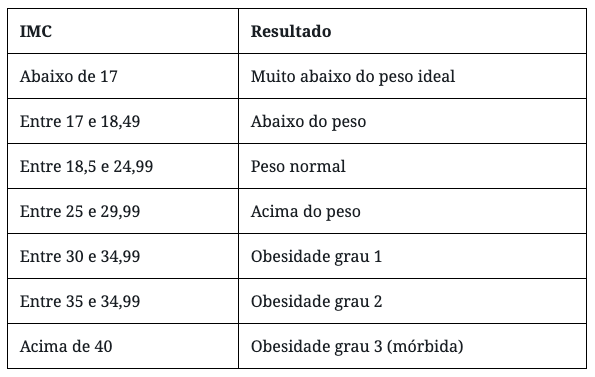 IMC Resultado
Abaixo de 17 Muito abaixo do peso ideal
Entre 17 e 18,49 Abaixo do peso
Entre 18,5 e 24,99 Peso normal
Entre 25 e 29,99 Acima do peso
Entre 30 e 34,99 Obesidade grau 1
Entre 35 e 34,99 Obesidade grau 2
Acima de 40 Obesidade grau 3 (mórbida)